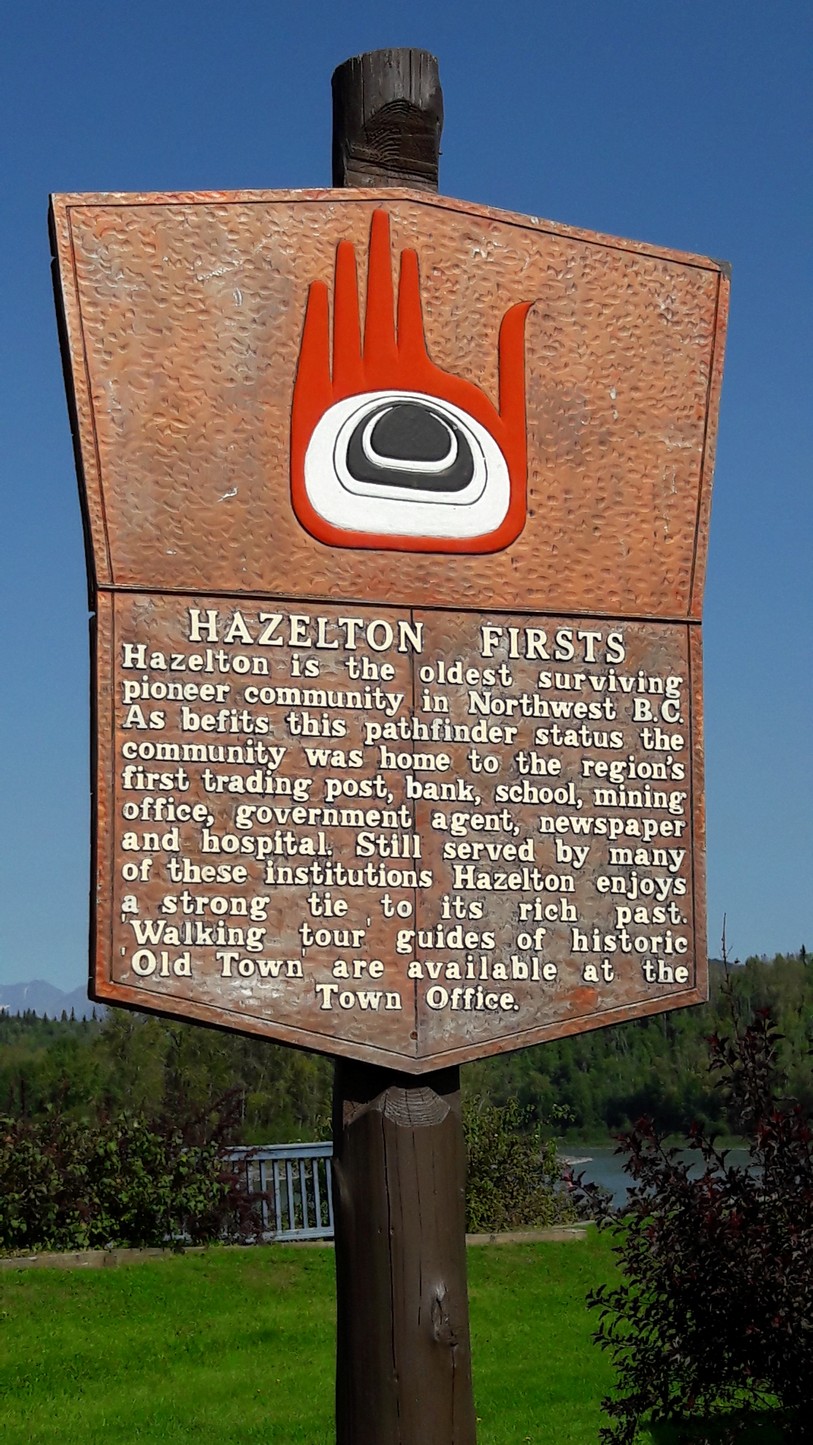 HAZELTON FIRSTS
Hazelton is the oldest surviving
pioneer community in Northwest B.C.
As befits this pathfinder status the
community was home to the region's
first trading post, bank, school, mining
office, government agent, newspaper
and hospital. Still served by many
of these institutions Hazelton enjoys
a strong tie to its rich past.
'Walking tour' guides of historic
'Old Town' are available at the
Town Office.